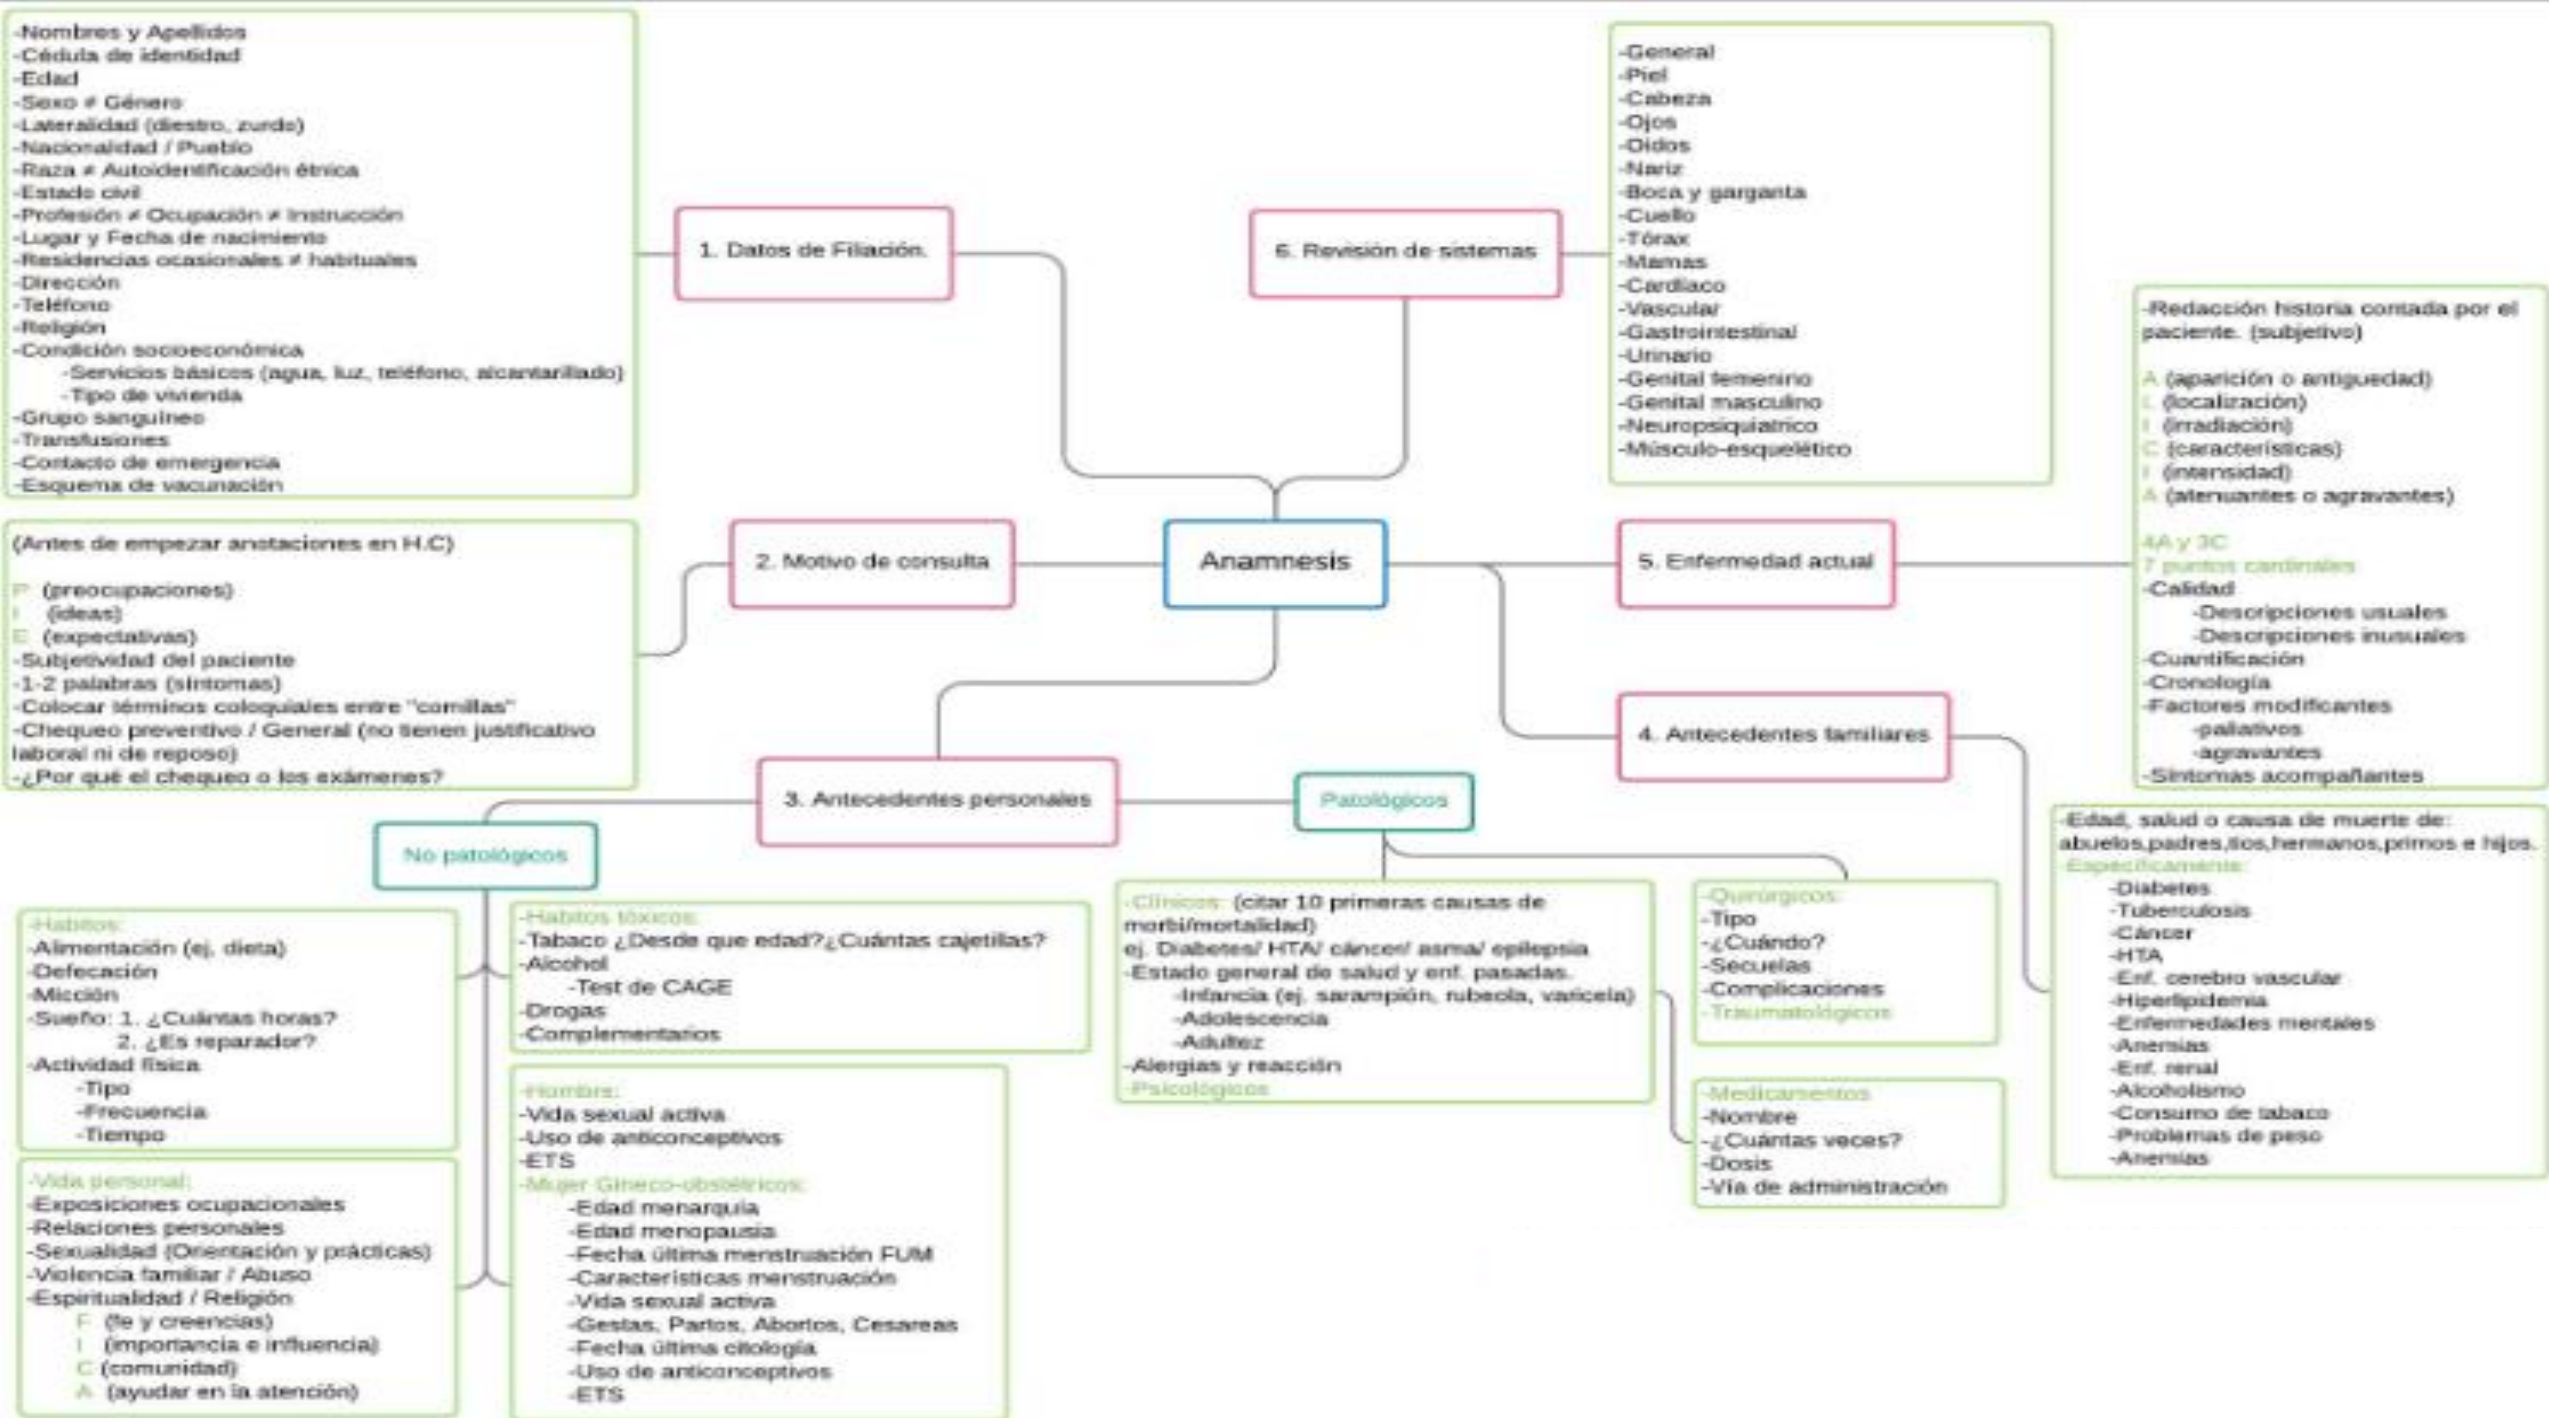 -Nombres y Apellidos
-Cédula de identidad
-Edad
-Sexo ≠ Género
-Lateralidad (diestro, zurdo)
-Nacionalidad / Pueblo
-Raza ≠ Autoidentificación étnica
-Estado civil
-Profesión ≠ Ocupación ≠ Instrucción
-Lugar y Fecha de nacimiento
-Residencias ocasionales ≠ habituales
-Dirección
-Teléfono
-Religión
-Condición socioeconómica
-Servicios básicos (agua, luz, teléfono, alcantarillado)
-Tipo de vivienda
-Grupo sanguíneo
-Transfusiones
-Contacto de emergencia
-Esquema de vacunación
1. Datos de Filiación.
6. Revisión de sistemas
-General
-Piel
-Cabeza
-Ojos
-Oidos
-Nariz
-Boca y garganta
-Cuello
-Tórax
-Mamas
-Cardíaco
-Vascular
-Gastrointestinal
-Urinario
-Genital femenino
-Genital masculino
-Neuropsiquiatrico
-Músculo-esquelético
(Antes de empezar anotaciones en H.C)
P (preocupaciones)
I (ideas)
E (expectativas)
-Subjetividad del paciente
-1-2 palabras (síntomas)
-Colocar términos coloquiales entre "comillas"
-Chequeo preventivo / General (no tienen justificativo
laboral ni de reposo)
-¿Por qué el chequeo o los exámenes?
2. Motivo de consulta
Anamnesis
5. Enfermedad actual
-Redacción historia contada por el
paciente. (subjetivo)
A (aparición o antiguedad)
L (localización)
I (irradiación)
C (características)
I (intensidad)
A (atenuantes o agravantes)
4A y 3C
7 puntos cardinales
-Calidad
-Descripciones usuales
-Descripciones inusuales
-Cuantificación
-Cronología
-Factores modificantes
-paliativos
-agravantes
-Síntomas acompañantes
4. Antecedentes familiares
-Edad, salud o causa de muerte de:
abuelos,padres,tios,hermanos,primos e hijos.
-Específicamente:
-Diabetes
-Tuberculosis
-Cáncer
-HTA
-Enf. cerebro vascular
-Hiperlipidemia
-Enfermedades mentales
-Anemias
-Enf. renal
-Alcoholismo
-Consumo de tabaco
-Problemas de peso
-Anemias
3. Antecedentes personales
Patológicos
No patológicos
-Habitos:
-Alimentación (ej, dieta)
-Defecación
-Micción
-Sueño: 1. ¿Cuántas horas?
2. ¿Es reparador?
-Actividad física
-Tipo
-Frecuencia
-Tiempo
-Habitos tóxicos:
-Tabaco ¿Desde que edad?¿Cuántas cajetillas?
-Alcohol
-Test de CAGE
-Drogas
-Complementarios
-Vida personal:
-Exposiciones ocupacionales
-Relaciones personales
-Sexualidad (Orientación y prácticas)
-Violencia familiar / Abuso
-Espiritualidad / Religión
F (fe y creencias)
I (importancia e influencia)
C (comunidad)
A (ayudar en la atención)
-Hombre:
-Vida sexual activa
-Uso de anticonceptivos
-ETS
-Mujer Gineco-obstétricos:
-Edad menarquia
-Edad menopausia
-Fecha última menstruación FUM
-Características menstruación
-Vida sexual activa
-Gestas, Partos, Abortos, Cesareas
-Fecha última citología
-Uso de anticonceptivos
-ETS
-Clínicos: (citar 10 primeras causas de
morbi/mortalidad)
ej. Diabetes/ HTA/ cáncer/ asma/ epilepsia
-Estado general de salud y enf. pasadas.
-Infancia (ej. sarampión, rubeola, varicela)
-Adolescencia
-Adultez
-Alergias y reacción
-Psicológicos
-Quirúrgicos:
-Tipo
-¿Cuándo?
-Secuelas
-Complicaciones
-Traumatológicos
-Medicamentos
-Nombre
-¿Cuántas veces?
-Dosis
-Vía de administración